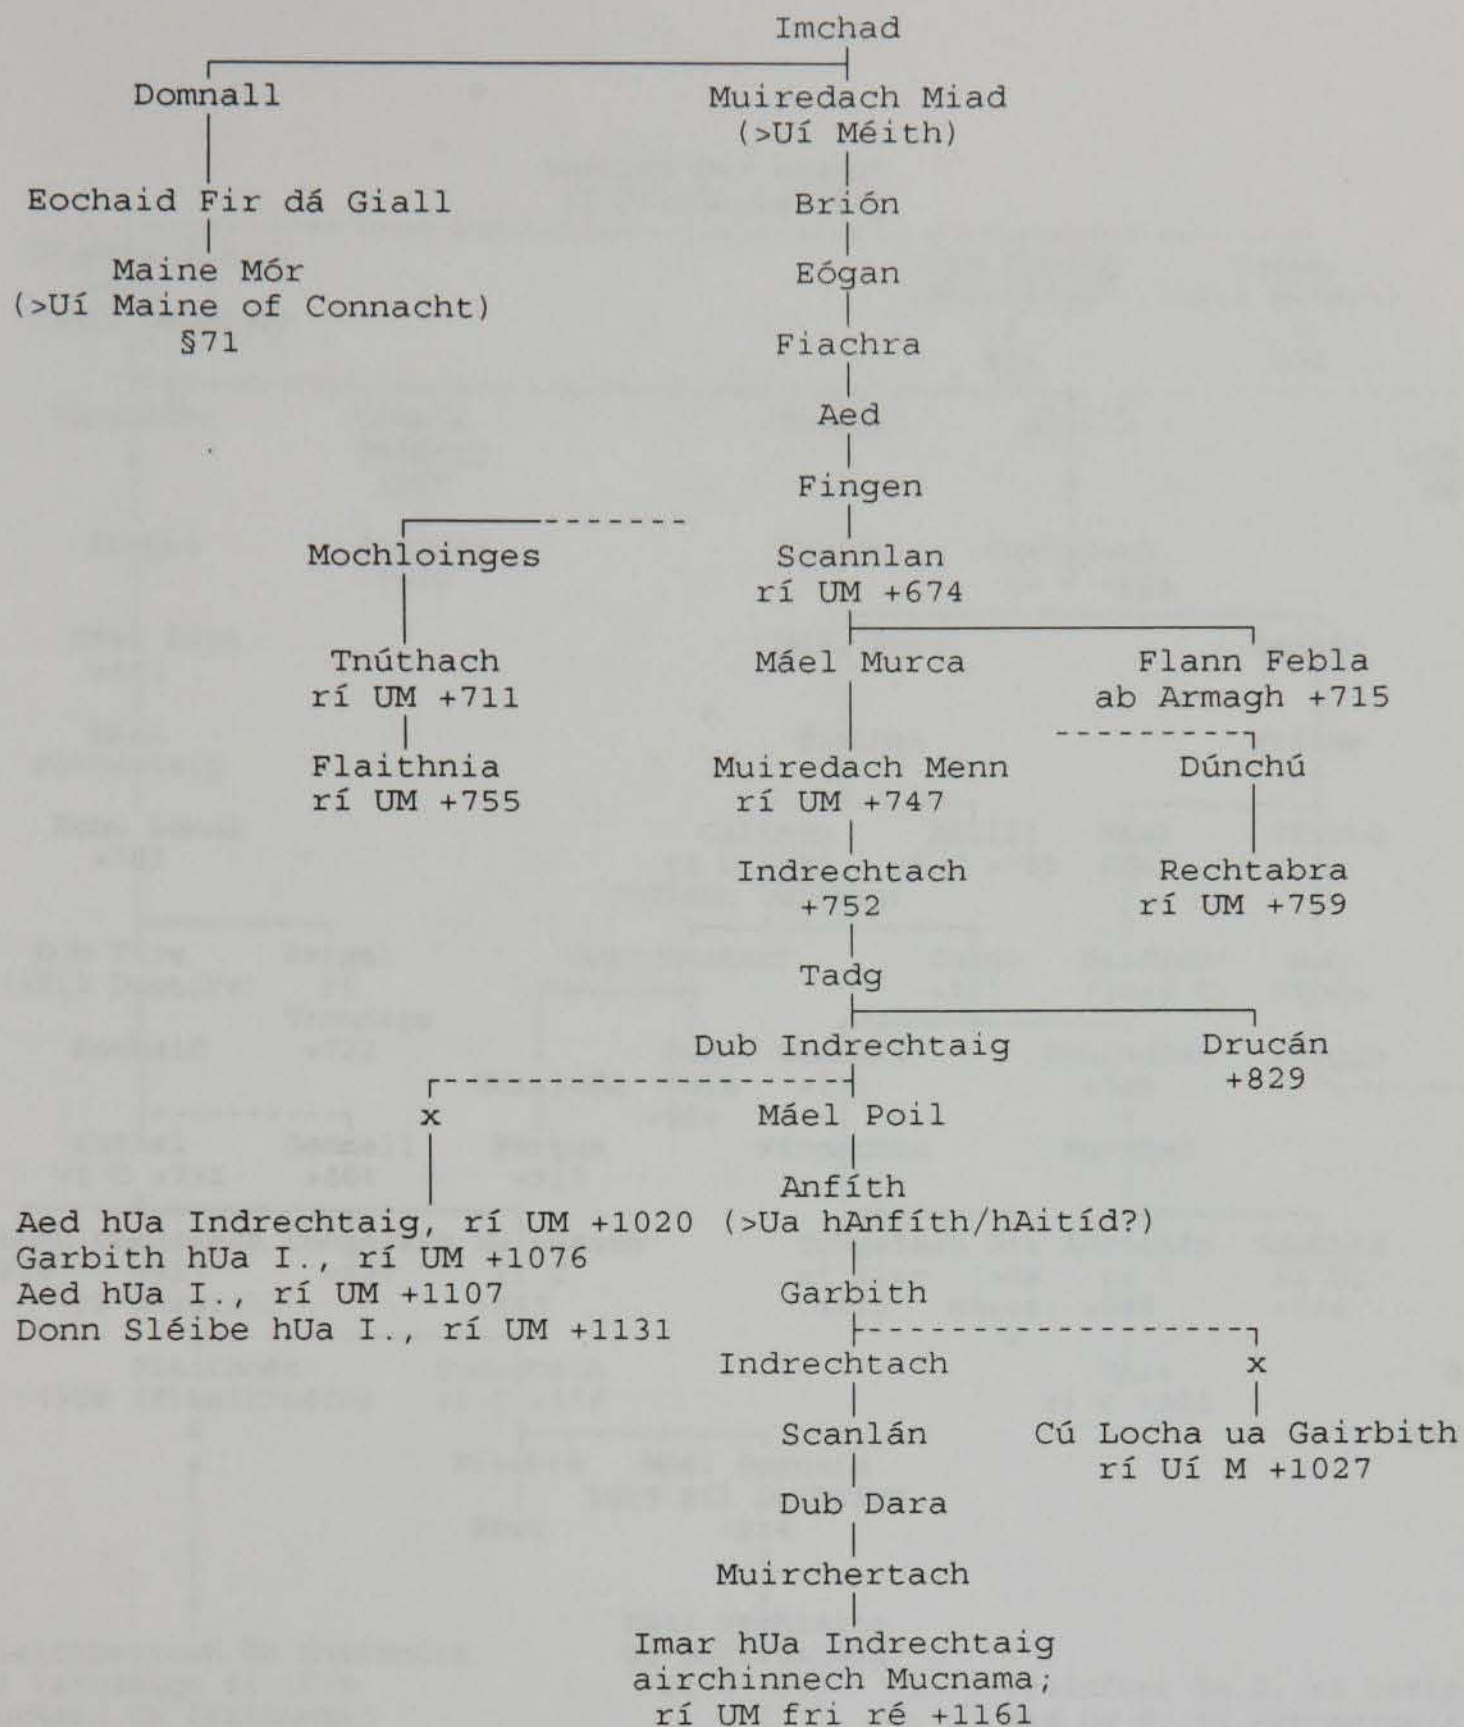 Imchad
Domnall
Muiredach Miad
(>Uí Méith)
Eochaid Fir dá Giall
Brión
Maine Mór
(>Uí Maine of Connacht)
§71
Eógan
Fiachra
Aed
Fingen
Mochloinges
Scannlan
rí UM +674
Tnúthach
rí UM +711
Máel Murca
Flann Febla
ab Armagh +715
Flaithnia
rí UM +755
Muiredach Menn
rí UM +747
Dúnchú
Indrechtach
+752
Rechtabra
rí UM +759
Tadg
Dub Indrechtaig
Drucán
+829
x
Máel Poil
Anfíth
(>Ua hAnfíth/hAitíd?)
Aed hUa Indrechtaig, rí UM +1020
Garbith hUa I., rí UM +1076
Aed hUa I., rí UM +1107
Donn Sléibe hUa I., rí UM +1131
Garbith
Indrechtach
x
Scanlán
Cú Locha ua Gairbith
rí Uí M +1027
Dub Dara
Muirchertach
Imar hUa Indrechtaig
airchinnech Mucnama;
rí UM fri ré +1161